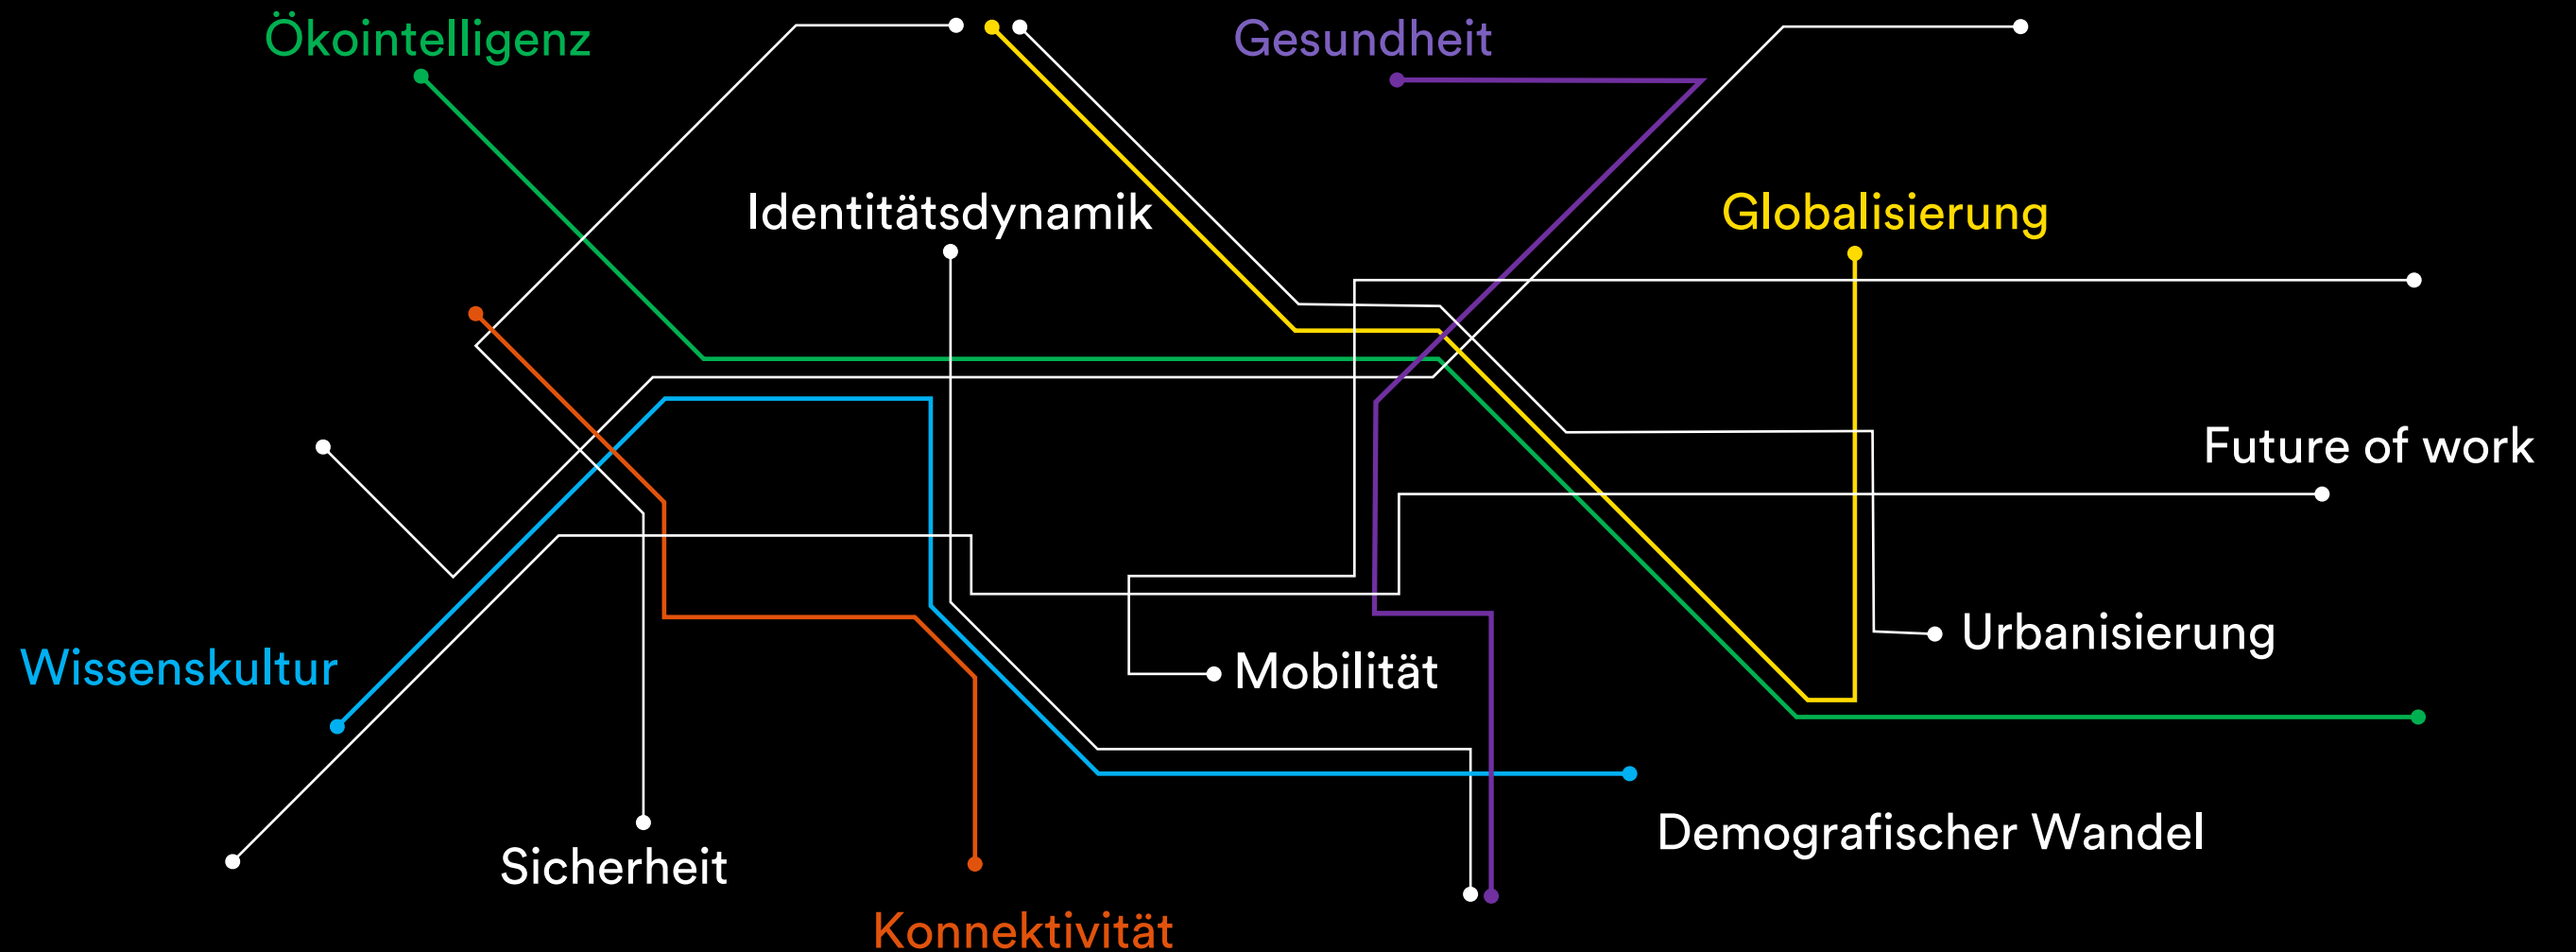 Ökointelligenz
Gesundheit
Identitätsdynamik
Globalisierung
Future of work
Urbanisierung
Wissenskultur
Mobilität
Demografischer Wandel
Sicherheit
Konnektivität